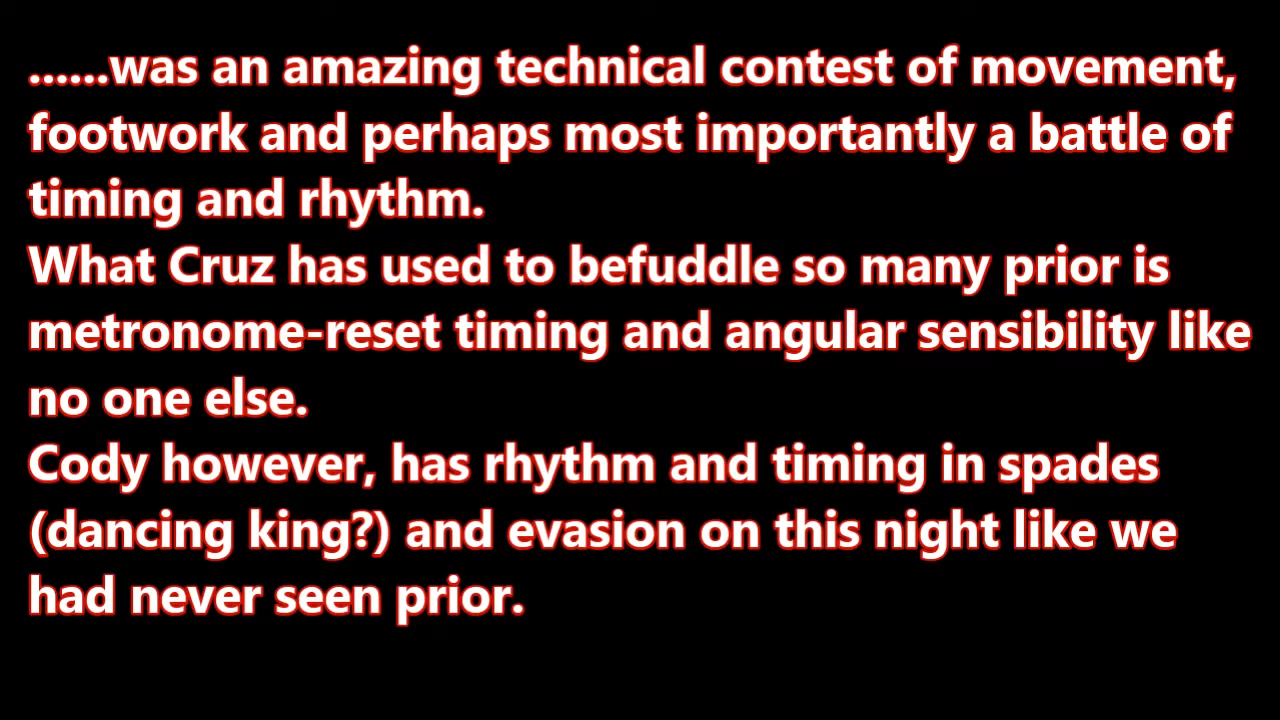 ......was an amazing technical contest of movement,
footwork and perhaps most importantly a battle of
timing and rhythm.
What Cruz has used to befuddle so many prior is
metronome-reset timing and angular sensibility like
no one else.
Cody however, has rhythm and timing in spades
(dancing king?) and evasion on this night like we
had never seen prior.